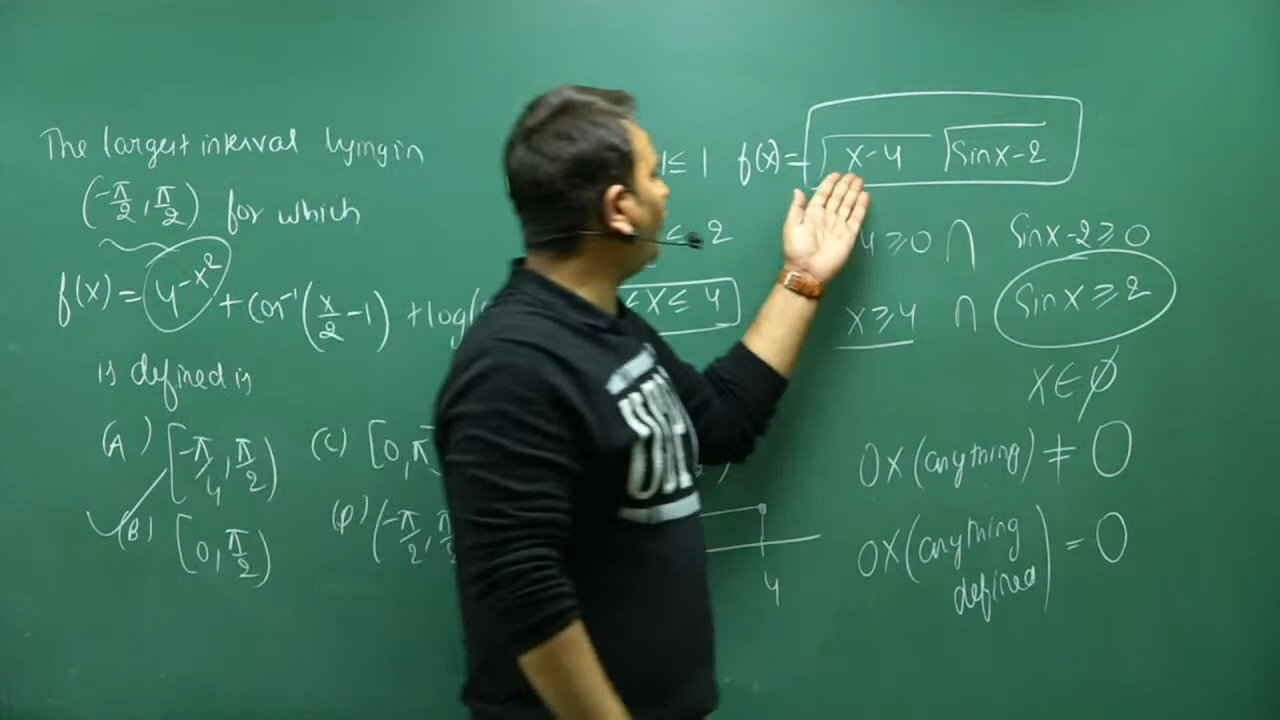 The largest interval lying in
(-π/2, π/2) for which
f(x) = 4^{-x^2} + cos^{-1}(x/2 - 1) + log(
is defined is
(A) [-π/4, π/2)
(B) [0, π/2)
(C) [0, π
(D) (-π/2, π/2
≤ 1
≤ 2
≤ x ≤ 4
4
f(x) = √x-4 √sinx-2
4 ≥ 0 ∩ sinx-2 ≥ 0
x ≥ 4 ∩ sinx ≥ 2
x ∈ φ
0×(anything) ≠ 0
0×(anything
defined) = 0